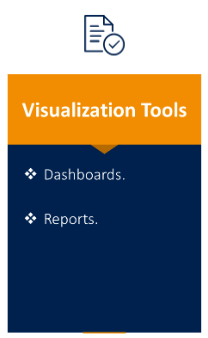 Visualization Tools
❖ Dashboards.
❖ Reports.